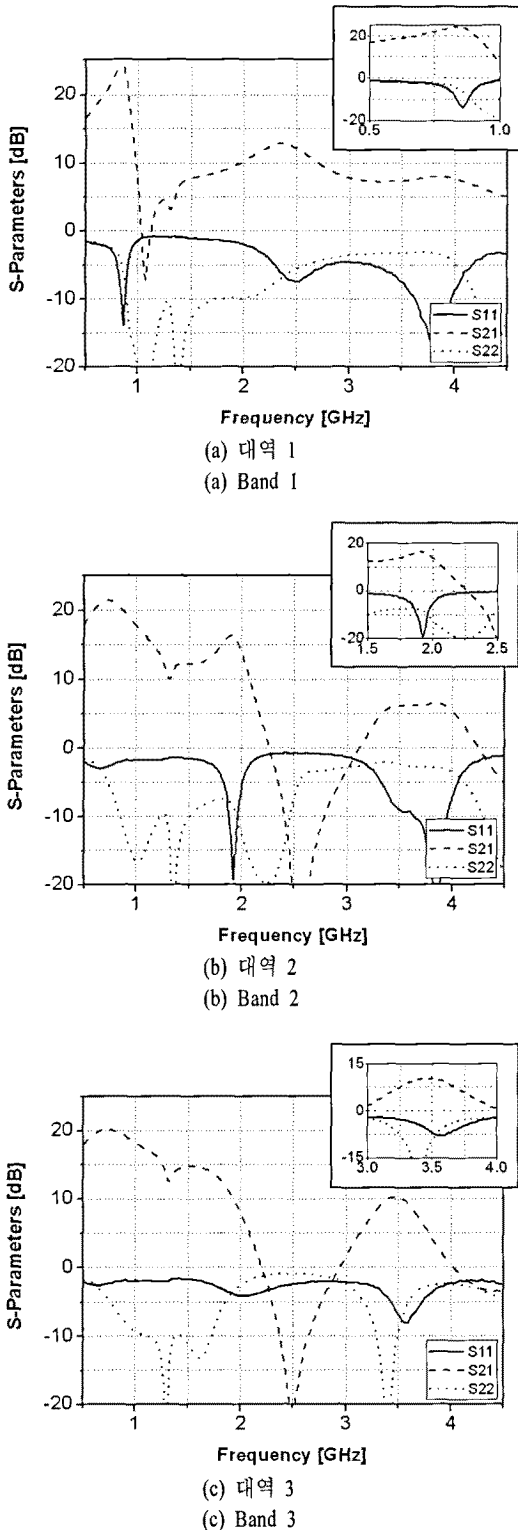 20
0
-20
0.5
1.0
S-Parameters [dB]
20
10
0
-10
-20
S11
S21
S22
1
2
3
4
Frequency [GHz]
(a) 대역 1
(a) Band 1
20
0
-20
1.5
2.0
2.5
S-Parameters [dB]
20
10
0
-10
-20
S11
S21
S22
1
2
3
4
Frequency [GHz]
(b) 대역 2
(b) Band 2
15
0
-15
3.0
3.5
4.0
S-Parameters [dB]
20
10
0
-10
-20
S11
S21
S22
1
2
3
4
Frequency [GHz]
(c) 대역 3
(c) Band 3